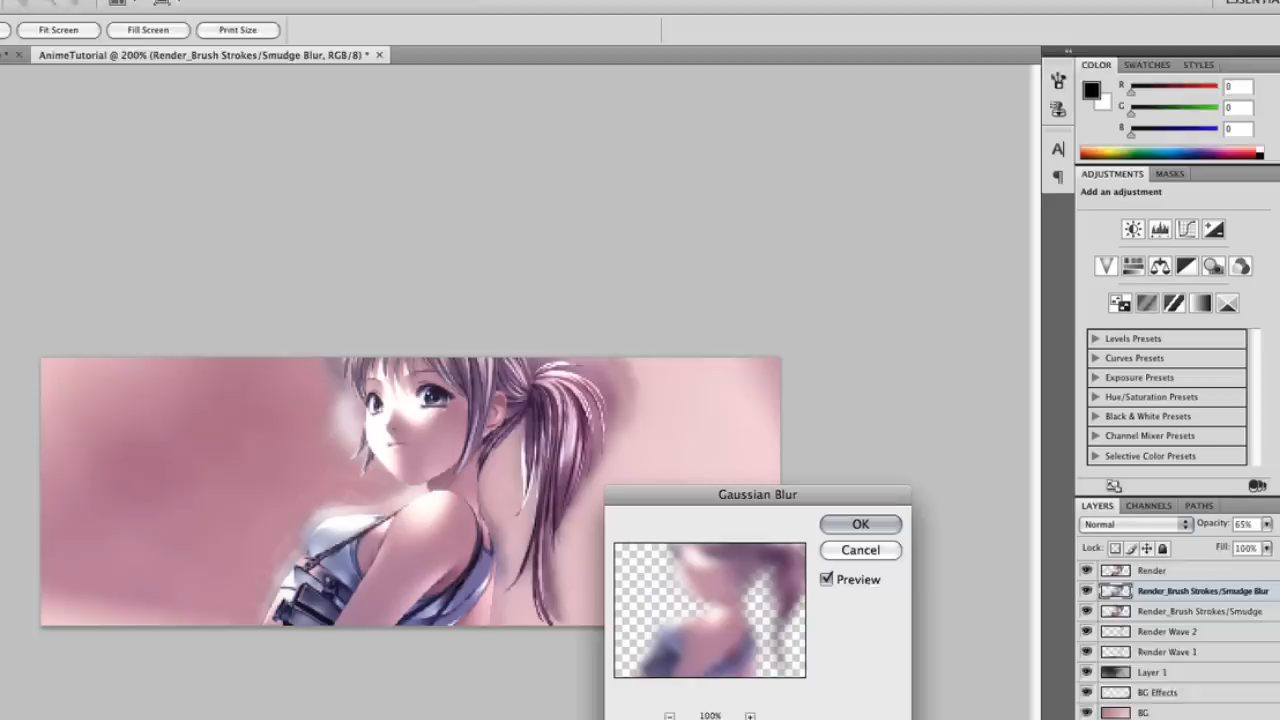 Fit Screen
Fill Screen
Print Size
AnimeTutorial @ 200% (Render_Brush Strokes/Smudge Blur, RGB/8) *
COLOR SWATCHES STYLES
R 0
G 0
B 0
A|
ADJUSTMENTS MASKS
Add an adjustment
Levels Presets
Curves Presets
Exposure Presets
Hue/Saturation Presets
Black & White Presets
Channel Mixer Presets
Selective Color Presets
LAYERS CHANNELS PATHS
Normal Opacity: 65%
Lock: Fill: 100%
Render
Render_Brush Strokes/Smudge Blur
Render_Brush Strokes/Smudge
Render Wave 2
Render Wave 1
Layer 1
BG Effects
BG
Gaussian Blur
OK
Cancel
Preview
100%